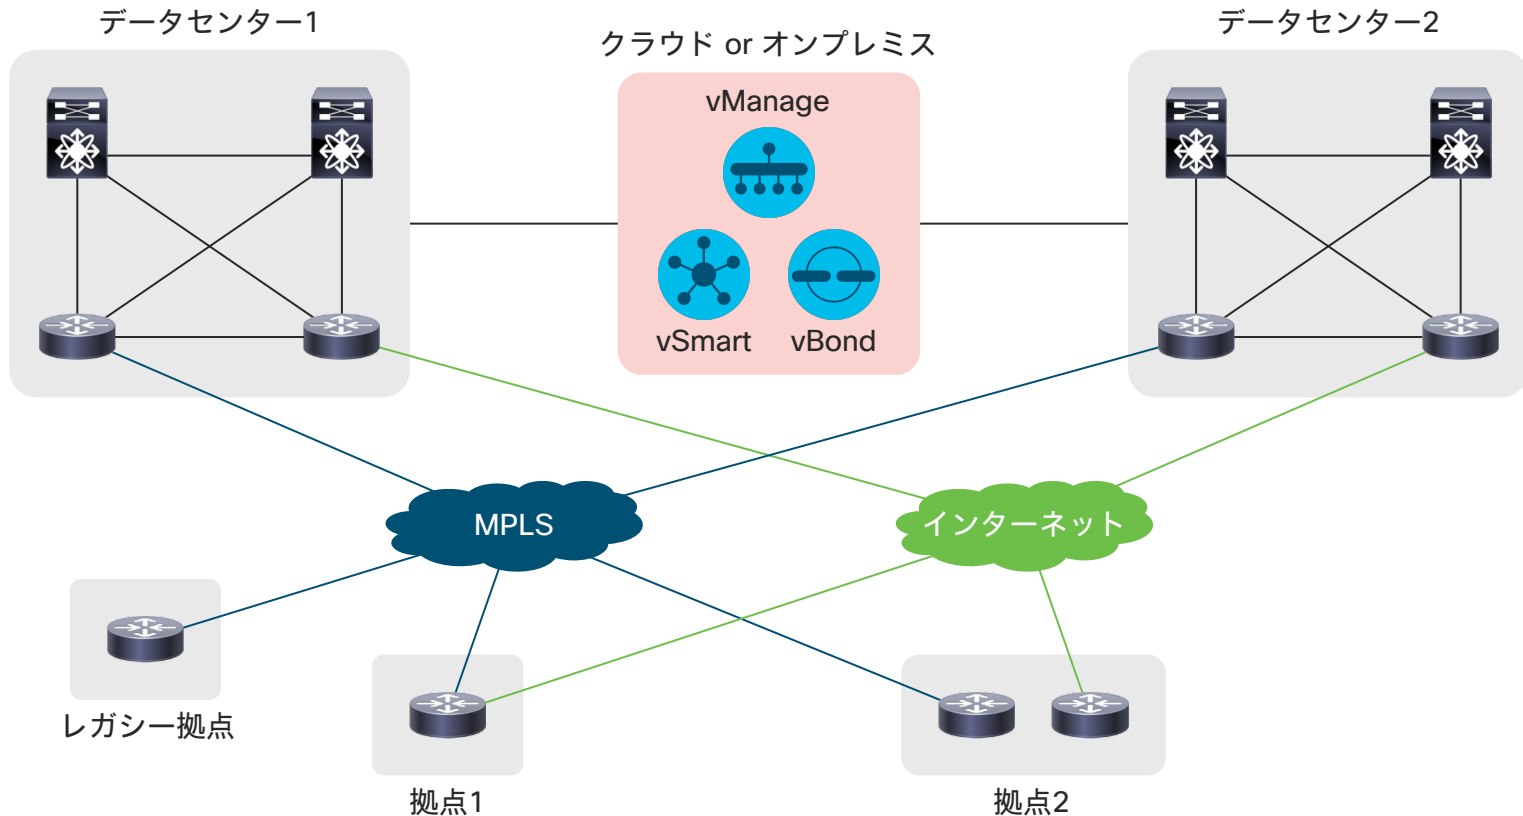 データセンター1
クラウド or オンプレミス
データセンター2
vManage
vSmart
vBond
MPLS
インターネット
レガシー拠点
拠点1
拠点2